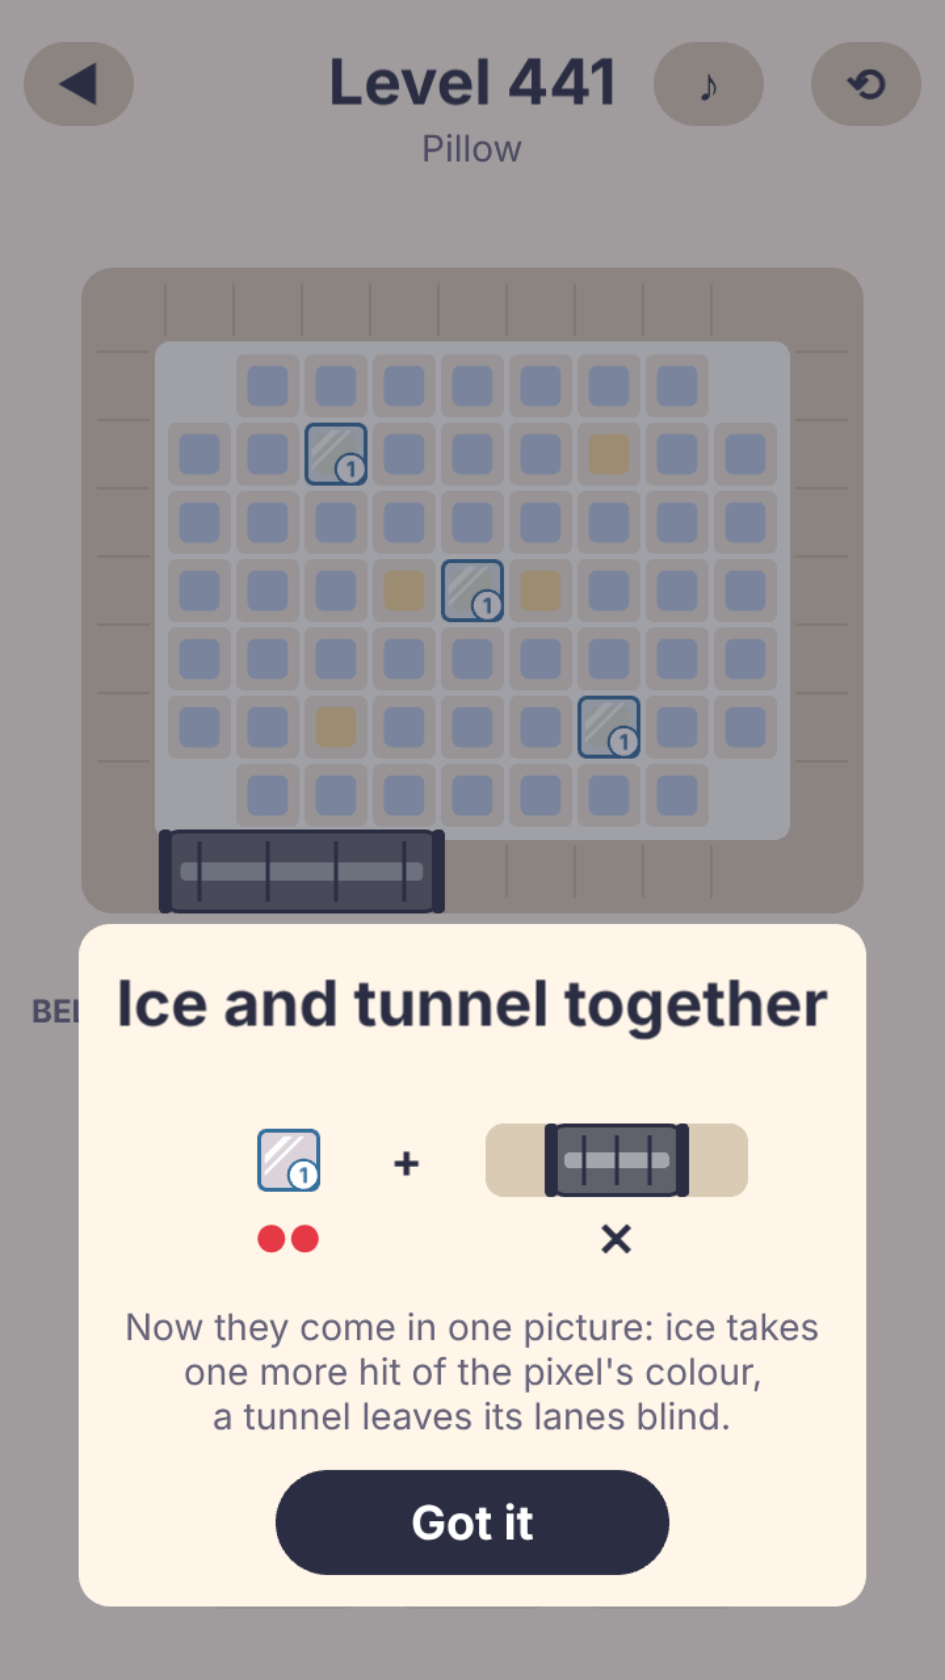 Level 441
Pillow
1
1
1
Ice and tunnel together
1
+
Now they come in one picture: ice takes
one more hit of the pixel's colour,
a tunnel leaves its lanes blind.
Got it